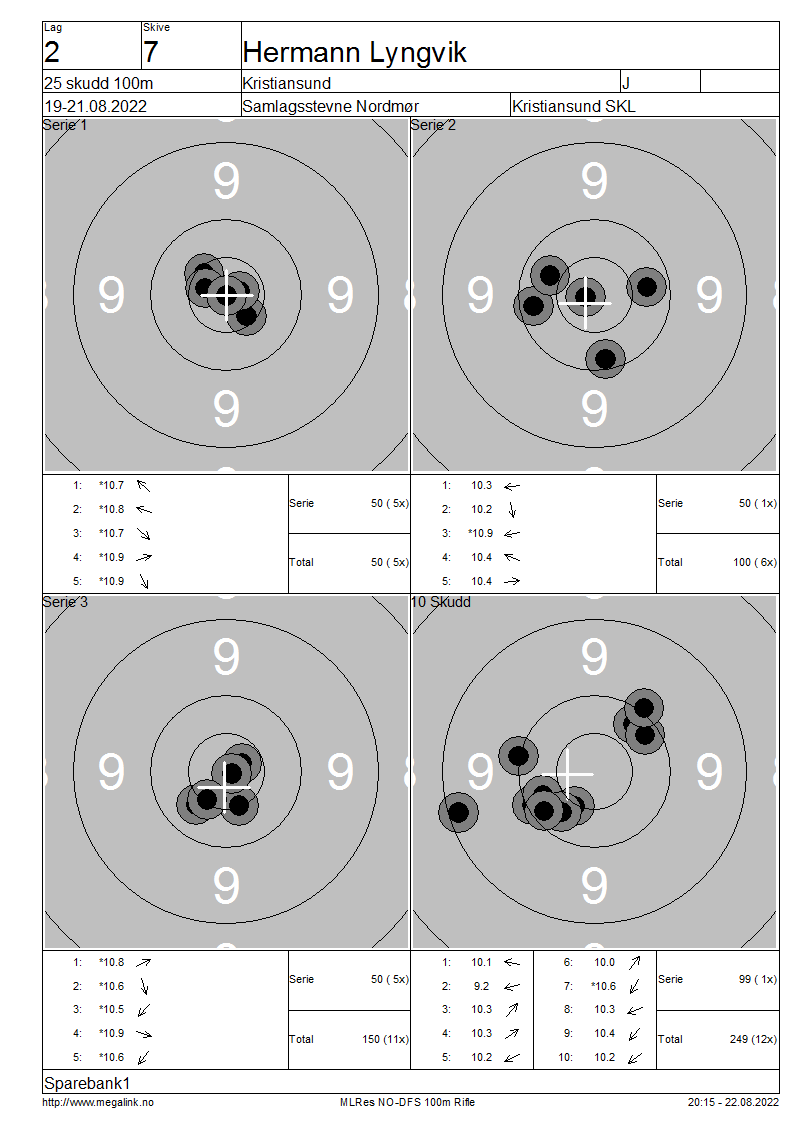 Lag Skive
2 7 Hermann Lyngvik
25 skudd 100m Kristiansund J
19-21.08.2022 Samlagsstevne Nordmør Kristiansund SKL
Serie 1
9
9 9
9
1: *10.7
2: *10.8
3: *10.7
4: *10.9
5: *10.9
Serie 50 ( 5x)
Total 50 ( 5x)
Serie 2
9
9 9
9
1: 10.3
2: 10.2
3: *10.9
4: 10.4
5: 10.4
Serie 50 ( 1x)
Total 100 ( 6x)
Serie 3
9
9 9
9
1: *10.8
2: *10.6
3: *10.5
4: *10.9
5: *10.6
Serie 50 ( 5x)
Total 150 (11x)
10 Skudd
9
9 9
9
1: 10.1 6: 10.0
2: 9.2 7: *10.6
3: 10.3 8: 10.3
4: 10.3 9: 10.4
5: 10.2 10: 10.2
Serie 99 ( 1x)
Total 249 (12x)
Sparebank1
http://www.megalink.no MLRes NO-DFS 100m Rifle 20:15 - 22.08.2022